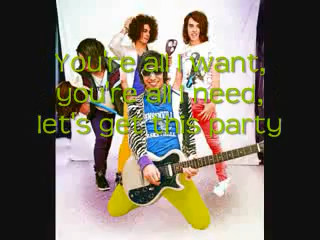 You're all I want,
you're all I need,
let's get this party